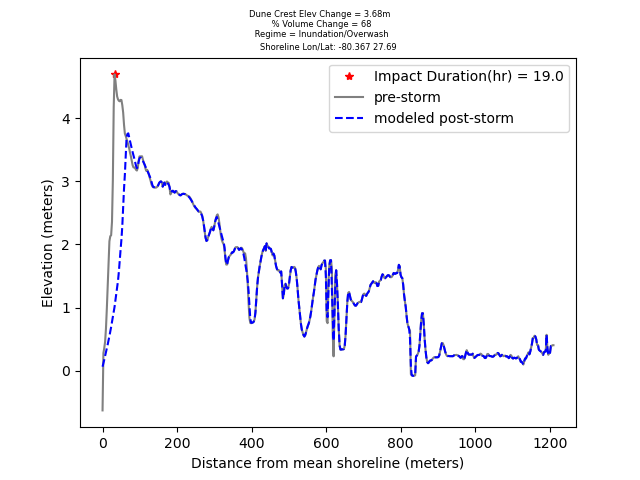 Dune Crest Elev Change = 3.68m
% Volume Change = 68
Regime = Inundation/Overwash
Shoreline Lon/Lat: -80.367 27.69
Impact Duration(hr) = 19.0
pre-storm
modeled post-storm
Elevation (meters)
4
3
2
1
0
0 200 400 600 800 1000 1200
Distance from mean shoreline (meters)